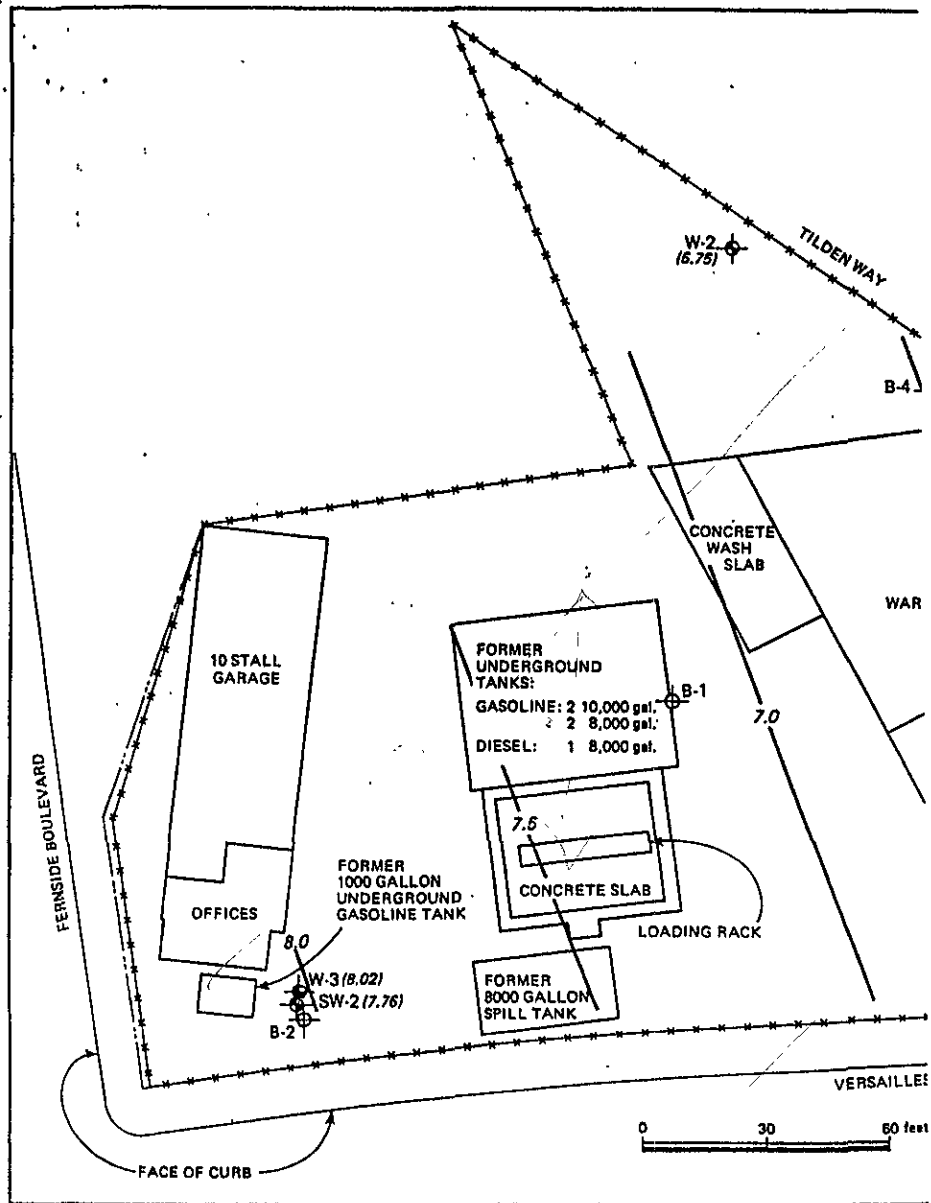 TILDEN WAY
W-2
(6.75)
B-4
CONCRETE
WASH
SLAB
WAR
10 STALL
GARAGE
FORMER
UNDERGROUND
TANKS:
GASOLINE: 2 10,000 gal.
2 8,000 gal.
DIESEL: 1 8,000 gal.
B-1
7.0
7.5
CONCRETE SLAB
LOADING RACK
FERNSIDE BOULEVARD
OFFICES
FORMER
1000 GALLON
UNDERGROUND
GASOLINE TANK
8.0
W-3 (8.02)
SW-2 (7.76)
B-2
FORMER
8000 GALLON
SPILL TANK
VERSAILLES
0 30 60 feet
FACE OF CURB